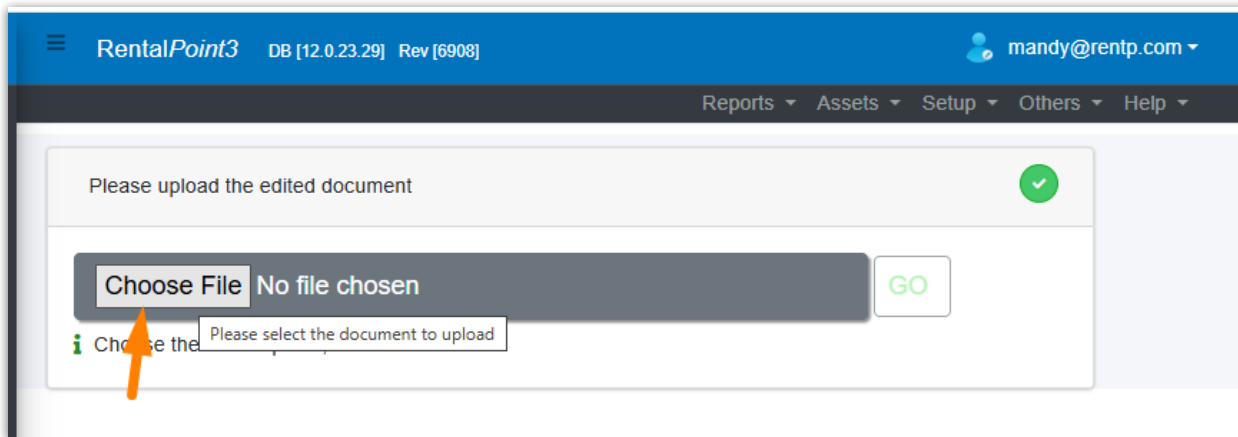 RentalPoint3 DB [12.0.23.29] Rev [6908] mandy@rentp.com
Reports Assets Setup Others Help
Please upload the edited document
Choose File No file chosen GO
Please select the document to upload
i Choose the